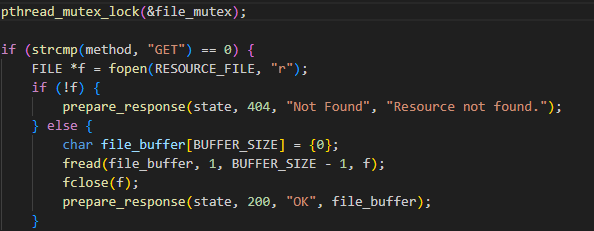 pthread_mutex_lock(&file_mutex);
if (strcmp(method, "GET") == 0) {
FILE *f = fopen(RESOURCE_FILE, "r");
if (!f) {
prepare_response(state, 404, "Not Found", "Resource not found.");
} else {
char file_buffer[BUFFER_SIZE] = {0};
fread(file_buffer, 1, BUFFER_SIZE - 1, f);
fclose(f);
prepare_response(state, 200, "OK", file_buffer);
}